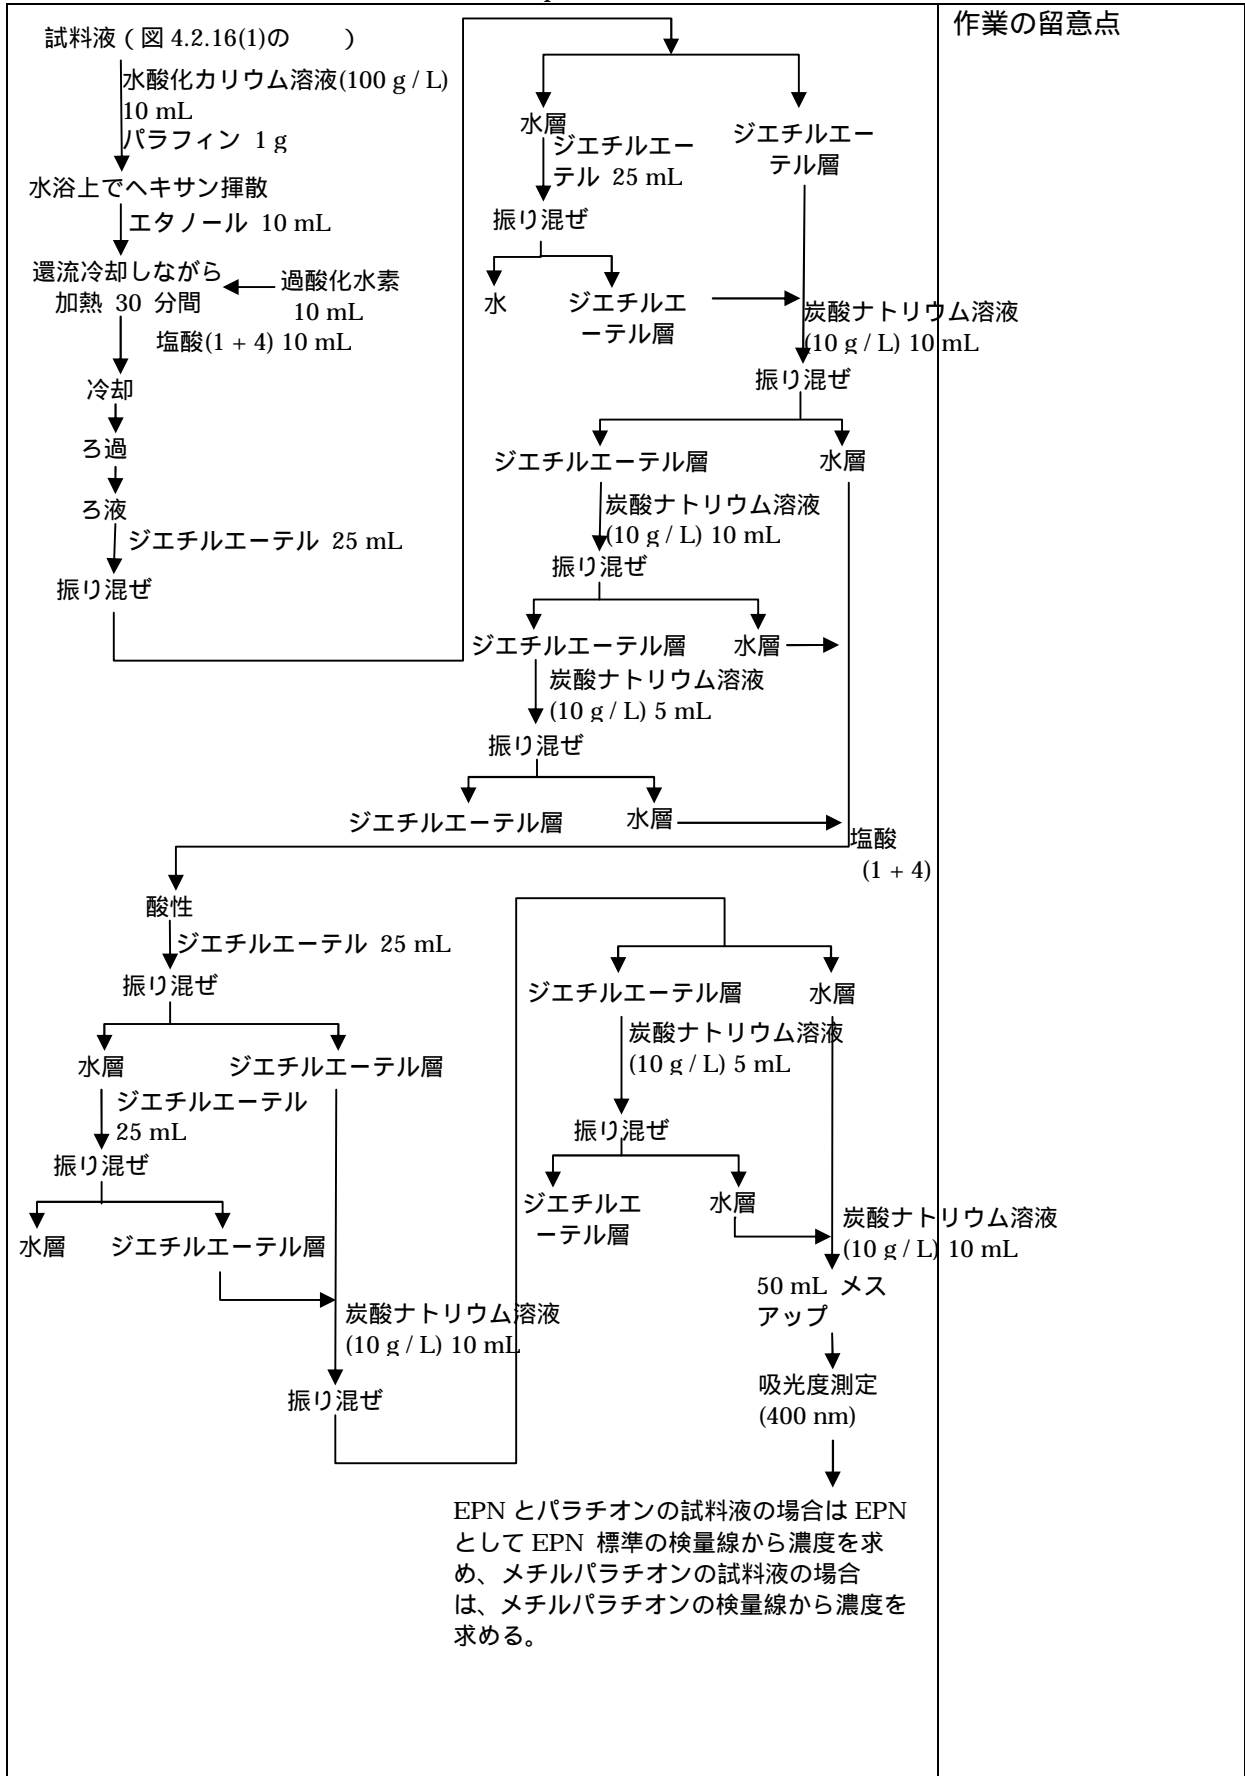 作業の留意点
試料液（図 4.2.16(1)の　　）
水酸化カリウム溶液(100 g / L)
10 mL
パラフィン 1 g
水浴上でヘキサン揮散
エタノール 10 mL
還流冷却しながら
加熱 30 分間
過酸化水素
10 mL
塩酸(1 + 4) 10 mL
冷却
ろ過
ろ液
ジエチルエーテル 25 mL
振り混ぜ
水層
ジエチルエー
テル 25 mL
振り混ぜ
水
ジエチルエ
ーテル層
ジエチルエー
テル層
炭酸ナトリウム溶液
(10 g / L) 10 mL
振り混ぜ
ジエチルエーテル層
水層
炭酸ナトリウム溶液
(10 g / L) 10 mL
振り混ぜ
ジエチルエーテル層
水層
炭酸ナトリウム溶液
(10 g / L) 5 mL
振り混ぜ
ジエチルエーテル層
水層
塩酸
(1 + 4)
酸性
ジエチルエーテル 25 mL
振り混ぜ
水層
ジエチルエーテル層
ジエチルエーテル
25 mL
振り混ぜ
水層
ジエチルエーテル層
炭酸ナトリウム溶液
(10 g / L) 10 mL
振り混ぜ
ジエチルエーテル層
水層
炭酸ナトリウム溶液
(10 g / L) 5 mL
振り混ぜ
ジエチルエ
ーテル層
水層
炭酸ナトリウム溶液
(10 g / L) 10 mL
50 mL メス
アップ
吸光度測定
(400 nm)
EPN とパラチオンの試料液の場合は EPN
として EPN 標準の検量線から濃度を求
め、メチルパラチオンの試料液の場合
は、メチルパラチオンの検量線から濃度を
求める。